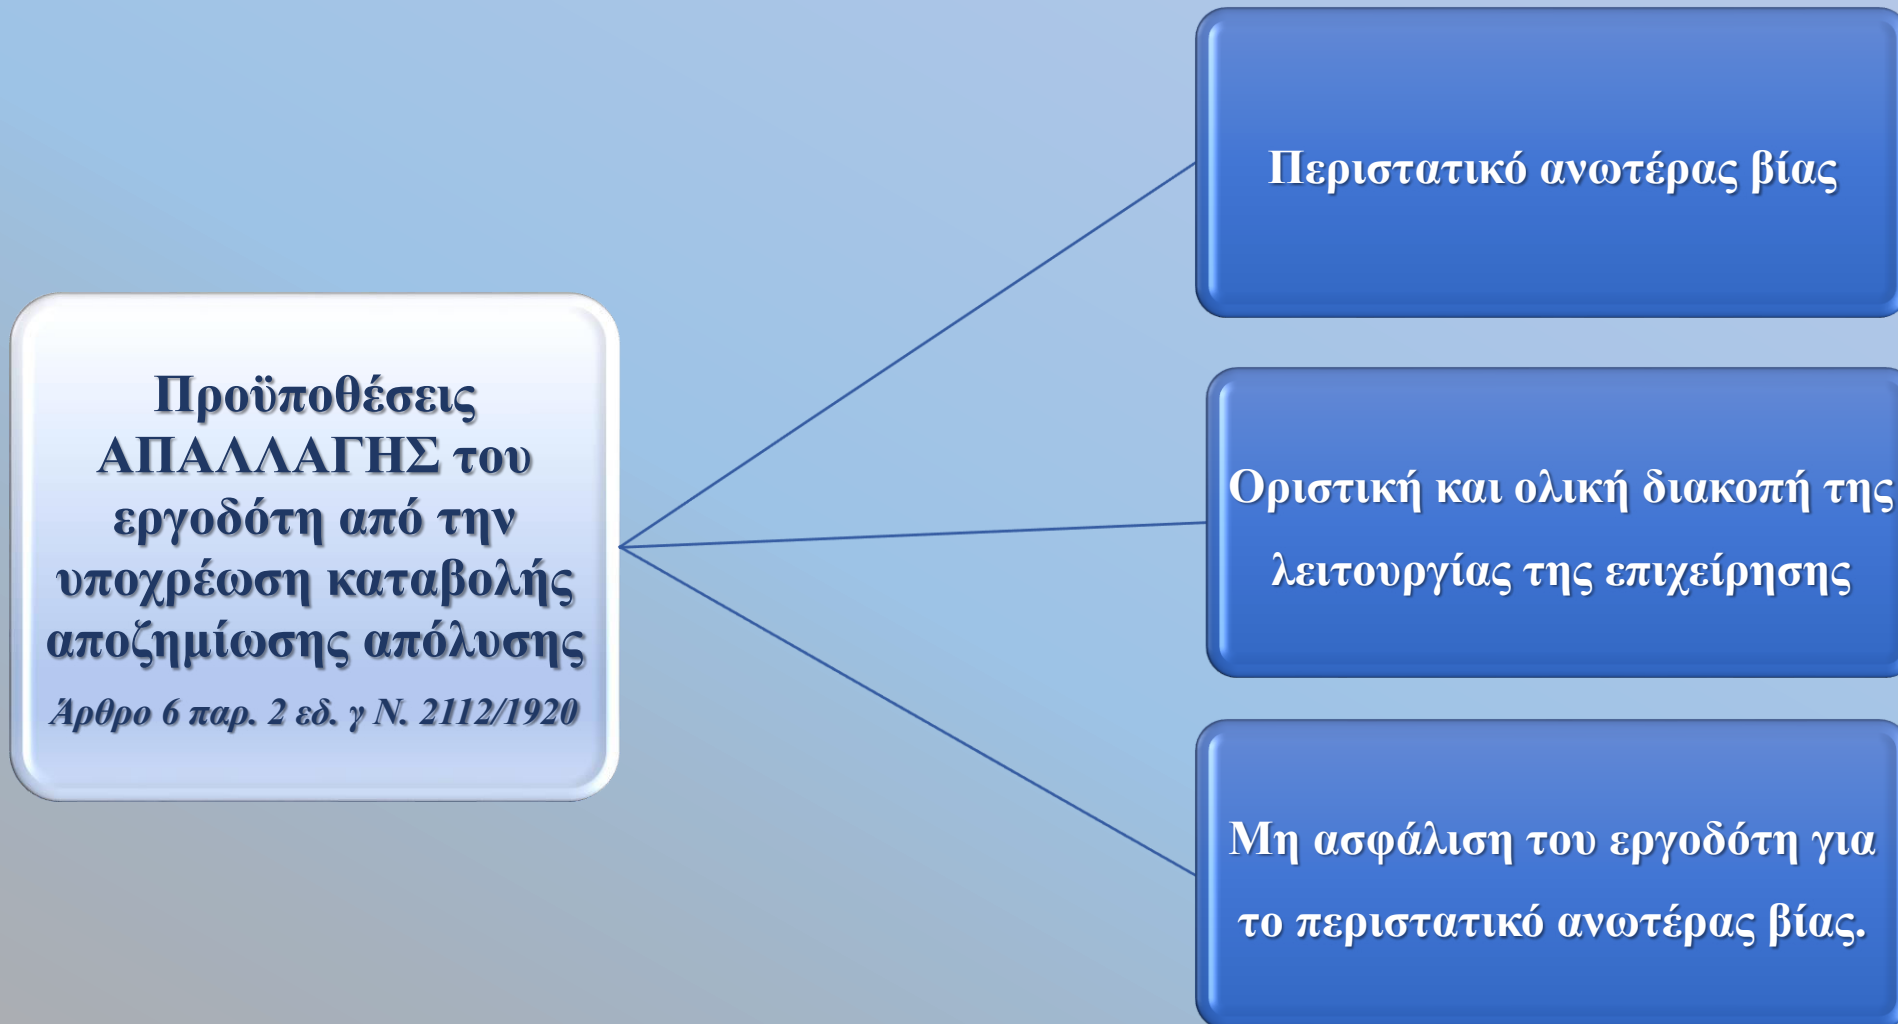 Προϋποθέσεις
ΑΠΑΛΛΑΓΗΣ του
εργοδότη από την
υποχρέωση καταβολής
αποζημίωσης απόλυσης
Άρθρο 6 παρ. 2 εδ. γ Ν. 2112/1920
Περιστατικό ανωτέρας βίας
Οριστική και ολική διακοπή της
λειτουργίας της επιχείρησης
Μη ασφάλιση του εργοδότη για
το περιστατικό ανωτέρας βίας.